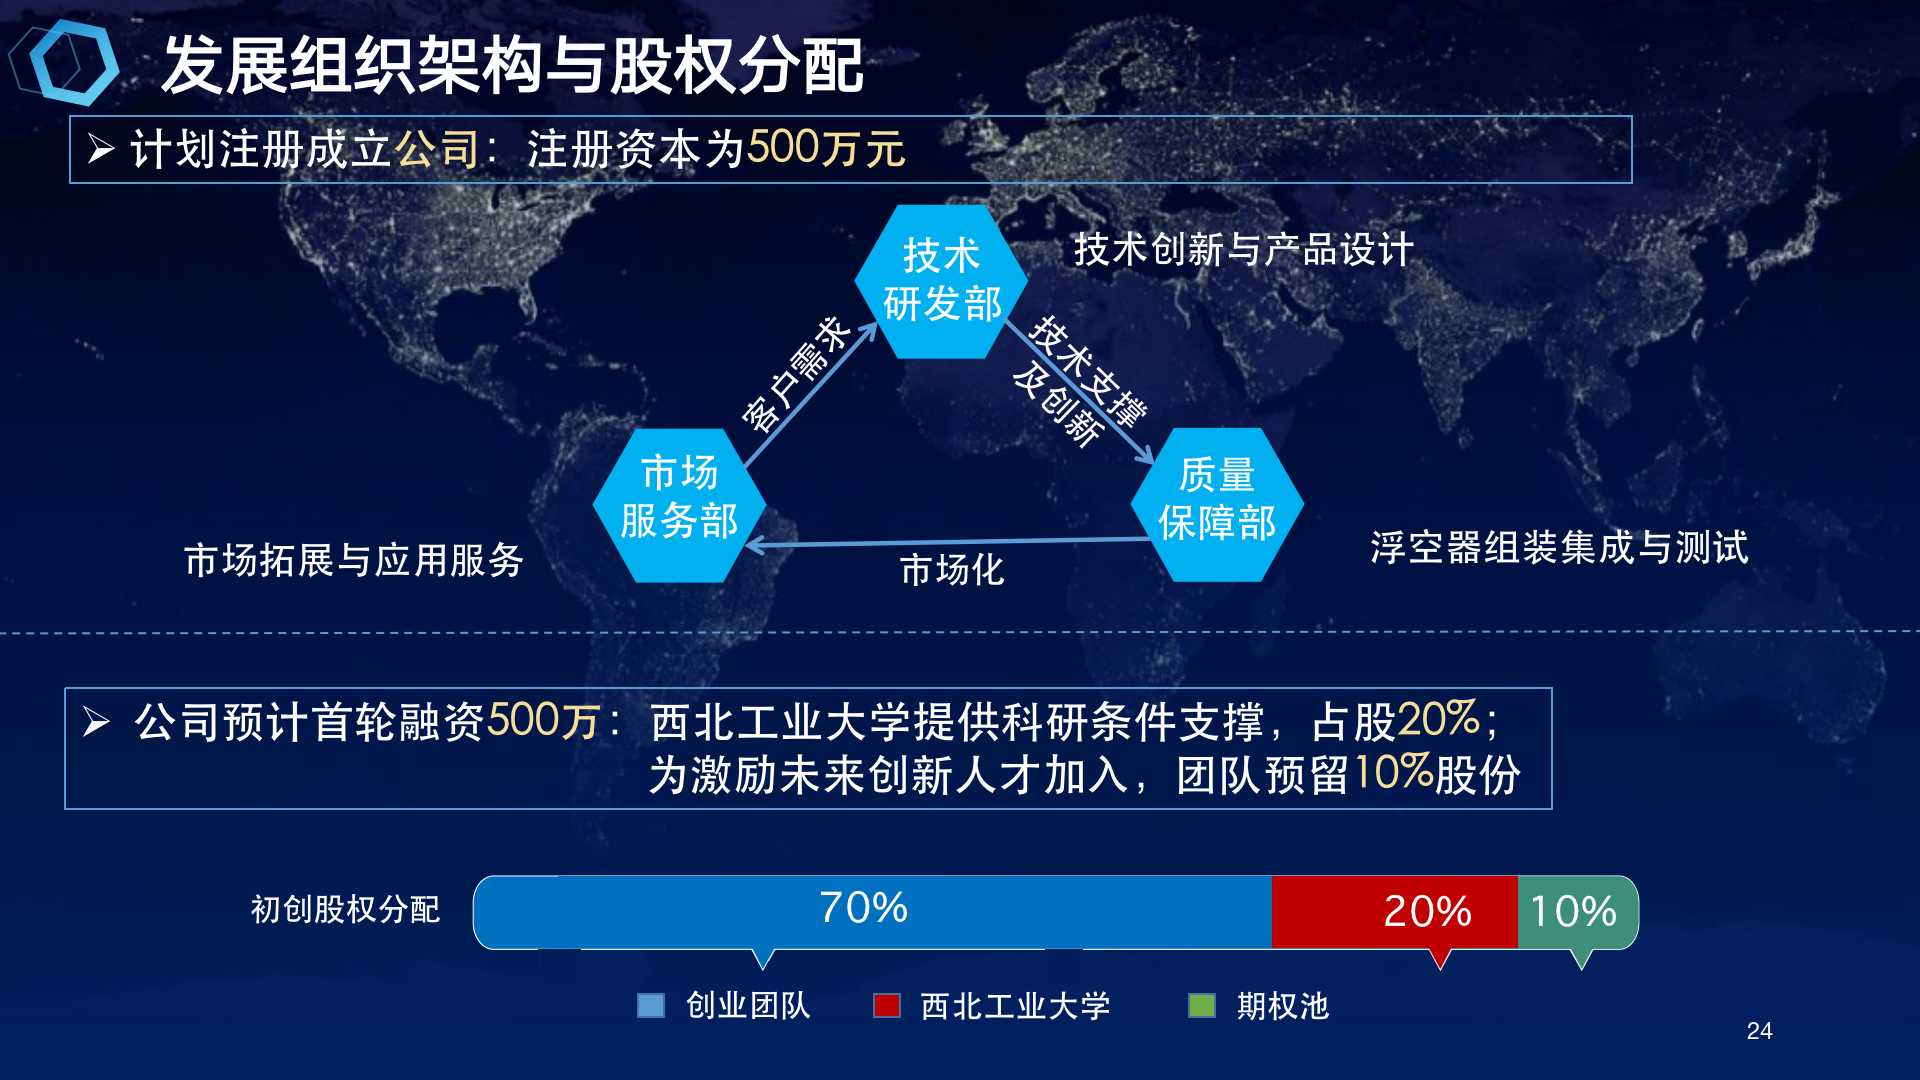 发展组织架构与股权分配
计划注册成立公司：注册资本为500万元
技术
研发部
技术创新与产品设计
客户需求
技术支撑
及创新
市场
服务部
质量
保障部
市场拓展与应用服务
市场化
浮空器组装集成与测试
公司预计首轮融资500万：西北工业大学提供科研条件支撑，占股20%；
为激励未来创新人才加入，团队预留10%股份
初创股权分配
70%
20%
10%
创业团队
西北工业大学
期权池
24